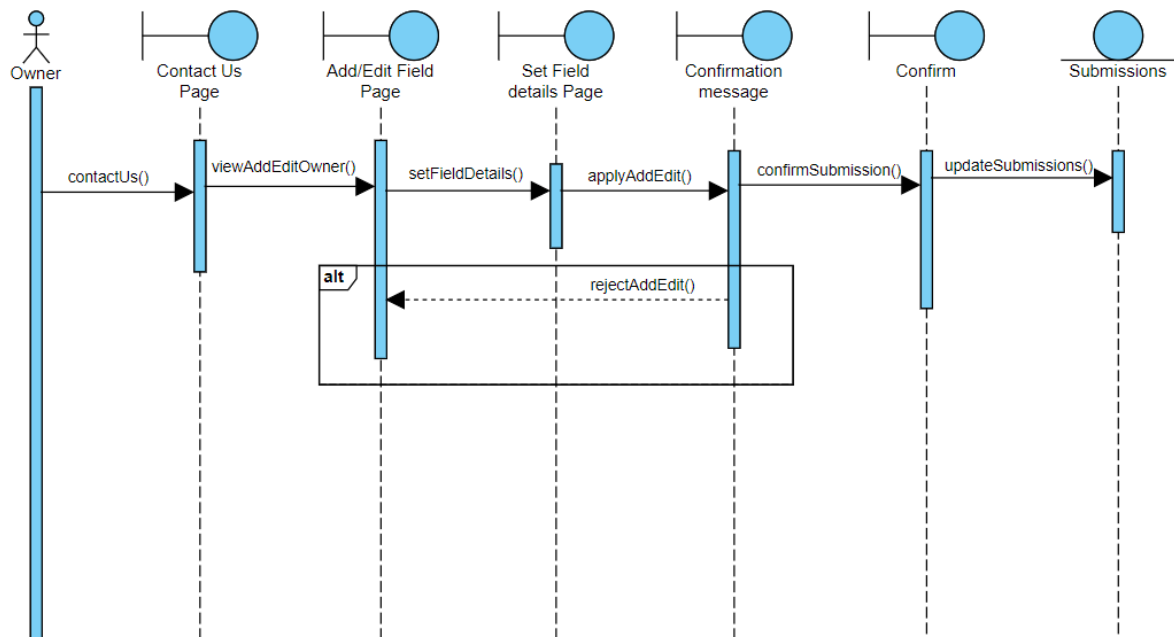 Owner
Contact Us
Page
Add/Edit Field
Page
Set Field
details Page
Confirmation
message
Confirm
Submissions
contactUs()
viewAddEditOwner()
setFieldDetails()
applyAddEdit()
confirmSubmission()
updateSubmissions()
alt
rejectAddEdit()